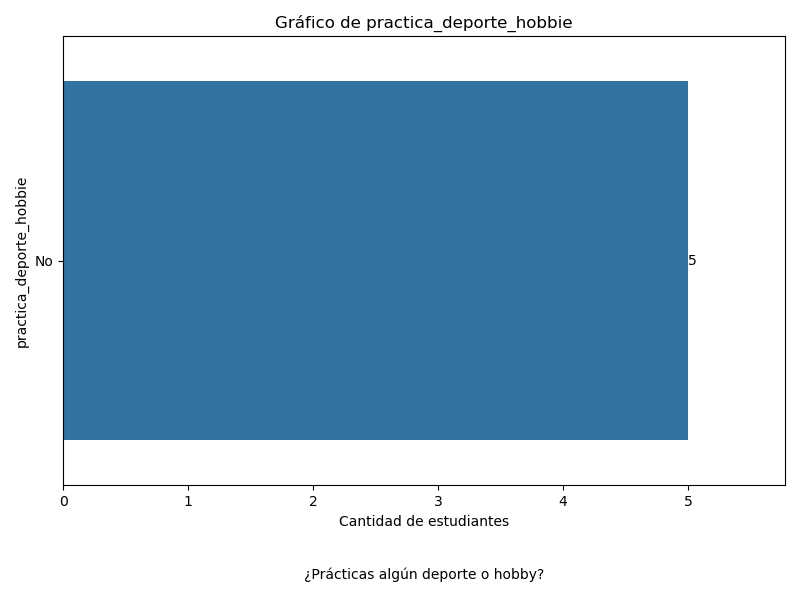 Gráfico de practica_deporte_hobbie
practica_deporte_hobbie
No
5
0 1 2 3 4 5
Cantidad de estudiantes
¿Prácticas algún deporte o hobby?